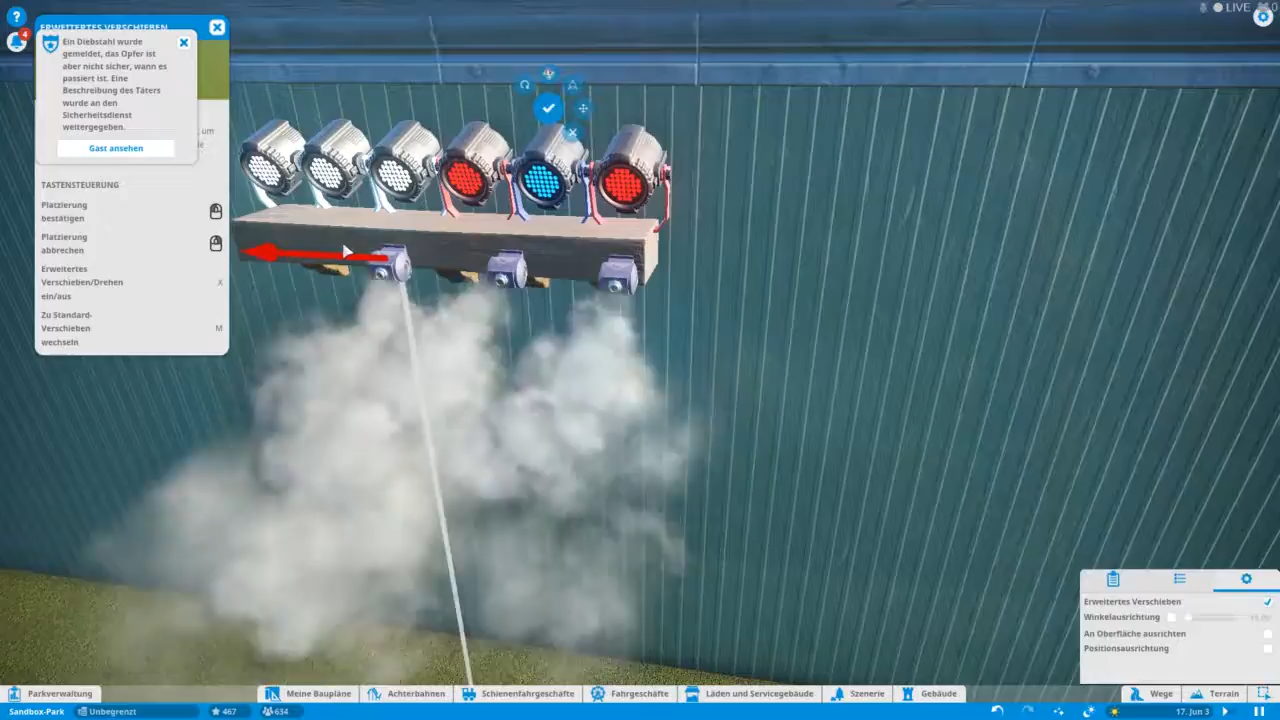 ?
4
ERWEITERTES VERSCHIEBEN
Ein Diebstahl wurde
gemeldet, das Opfer ist
aber nicht sicher, wann es
passiert ist. Eine
Beschreibung des Täters
wurde an den
Sicherheitsdienst
weitergegeben.
Gast ansehen
um
TASTENSTEUERUNG
Platzierung
bestätigen
Platzierung
abbrechen
Erweitertes
Verschieben/Drehen X
ein/aus
Zu Standard-
Verschieben M
wechseln
LIVE
Erweitertes Verschieben
Winkelausrichtung
An Oberfläche ausrichten
Positionsausrichtung
Parkverwaltung
Meine Baupläne
Achterbahnen
Schienenfahrgeschäfte
Fahrgeschäfte
Läden und Servicegebäude
Szenerie
Gebäude
Wege
Terrain
Sandbox-Park
Unbegrenzt
467
634
17. Jun 3